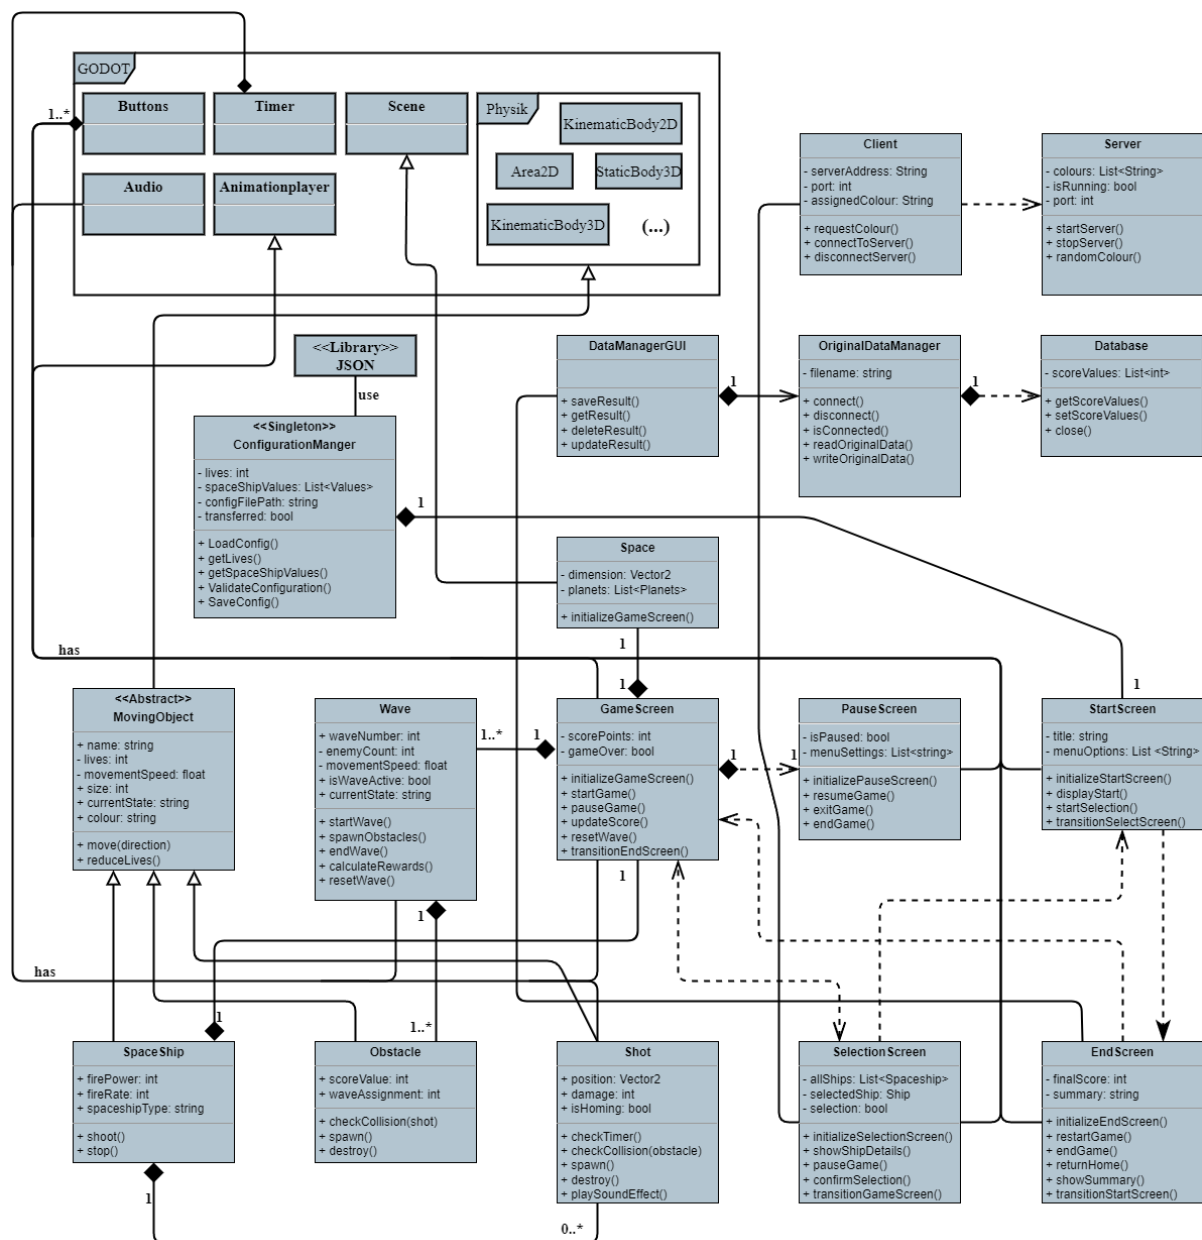 GODOT
Buttons
Timer
Scene
Physik
KinematicBody2D
Area2D
StaticBody3D
KinematicBody3D
(...)
Audio
Animationplayer
1..*
Client
- serverAddress: String
- port: int
- assignedColour: String
+ requestColour()
+ connectToServer()
+ disconnectServer()
Server
- colours: List<String>
- isRunning: bool
- port: int
+ startServer()
+ stopServer()
+ randomColour()
<<Library>>
JSON
use
<<Singleton>>
ConfigurationManger
- lives: int
- spaceShipValues: List<Values>
- configFilePath: string
- transferred: bool
+ LoadConfig()
+ getLives()
+ getSpaceShipValues()
+ ValidateConfiguration()
+ SaveConfig()
1
DataManagerGUI
+ saveResult()
+ getResult()
+ deleteResult()
+ updateResult()
1
OriginalDataManager
- filename: string
+ connect()
+ disconnect()
+ isConnected()
+ readOriginalData()
+ writeOriginalData()
1
Database
- scoreValues: List<int>
+ getScoreValues()
+ setScoreValues()
+ close()
Space
- dimension: Vector2
- planets: List<Planets>
+ initializeGameScreen()
1
1
has
<<Abstract>>
MovingObject
+ name: string
- lives: int
- movementSpeed: float
+ size: int
+ currentState: string
+ colour: string
+ move(direction)
+ reduceLives()
Wave
+ waveNumber: int
- enemyCount: int
- movementSpeed: float
+ isWaveActive: bool
+ currentState: string
+ startWave()
+ spawnObstacles()
+ endWave()
+ calculateRewards()
+ resetWave()
1..*
1
GameScreen
- scorePoints: int
- gameOver: bool
+ initializeGameScreen()
+ startGame()
+ pauseGame()
+ updateScore()
+ resetWave()
+ transitionEndScreen()
1
1
PauseScreen
- isPaused: bool
- menuSettings: List<string>
+ initializePauseScreen()
+ resumeGame()
+ exitGame()
+ endGame()
1
StartScreen
- title: string
- menuOptions: List <String>
+ initializeStartScreen()
+ displayStart()
+ startSelection()
+ transitionSelectScreen()
1
1
has
1
1..*
SpaceShip
+ firePower: int
+ fireRate: int
+ spaceshipType: string
+ shoot()
+ stop()
Obstacle
+ scoreValue: int
+ waveAssignment: int
+ checkCollision(shot)
+ spawn()
+ destroy()
Shot
+ position: Vector2
+ damage: int
+ isHoming: bool
+ checkTimer()
+ checkCollision(obstacle)
+ spawn()
+ destroy()
+ playSoundEffect()
SelectionScreen
- allShips: List<Spaceship>
- selectedShip: Ship
- selection: bool
+ initializeSelectionScreen()
+ showShipDetails()
+ pauseGame()
+ confirmSelection()
+ transitionGameScreen()
EndScreen
- finalScore: int
- summary: string
+ initializeEndScreen()
+ restartGame()
+ endGame()
+ returnHome()
+ showSummary()
+ transitionStartScreen()
1
0..*